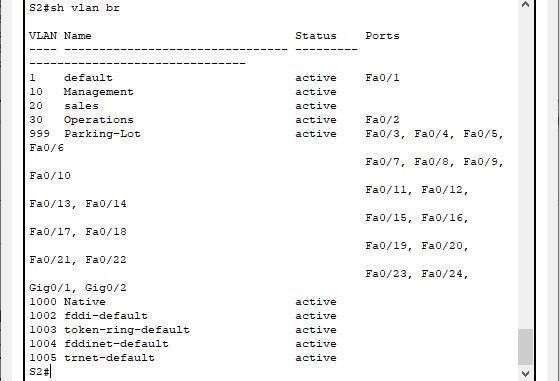 S2#sh vlan br
VLAN Name Status Ports
---- -------------------------------- --------- -------------------------------
1 default active Fa0/1
10 Management active
20 sales active
30 Operations active Fa0/2
999 Parking-Lot active Fa0/3, Fa0/4, Fa0/5,
Fa0/6
Fa0/7, Fa0/8, Fa0/9,
Fa0/10
Fa0/11, Fa0/12,
Fa0/13, Fa0/14
Fa0/15, Fa0/16,
Fa0/17, Fa0/18
Fa0/19, Fa0/20,
Fa0/21, Fa0/22
Fa0/23, Fa0/24,
Gig0/1, Gig0/2
1000 Native active
1002 fddi-default active
1003 token-ring-default active
1004 fddinet-default active
1005 trnet-default active
S2#